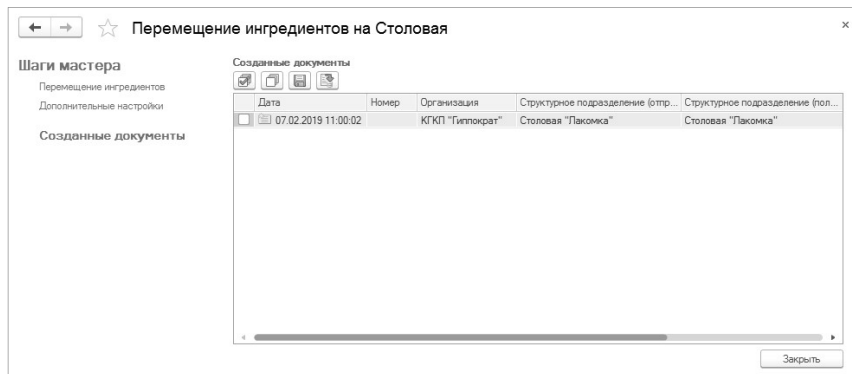 Перемещение ингредиентов на Столовая
Шаги мастера
Перемещение ингредиентов
Дополнительные настройки
Созданные документы
Созданные документы
Дата Номер Организация Структурное подразделение (отпр... Структурное подразделение (пол...
07.02.2019 11:00:02 КГКП "Гиппократ" Столовая "Лакомка" Столовая "Лакомка"
Закрыть